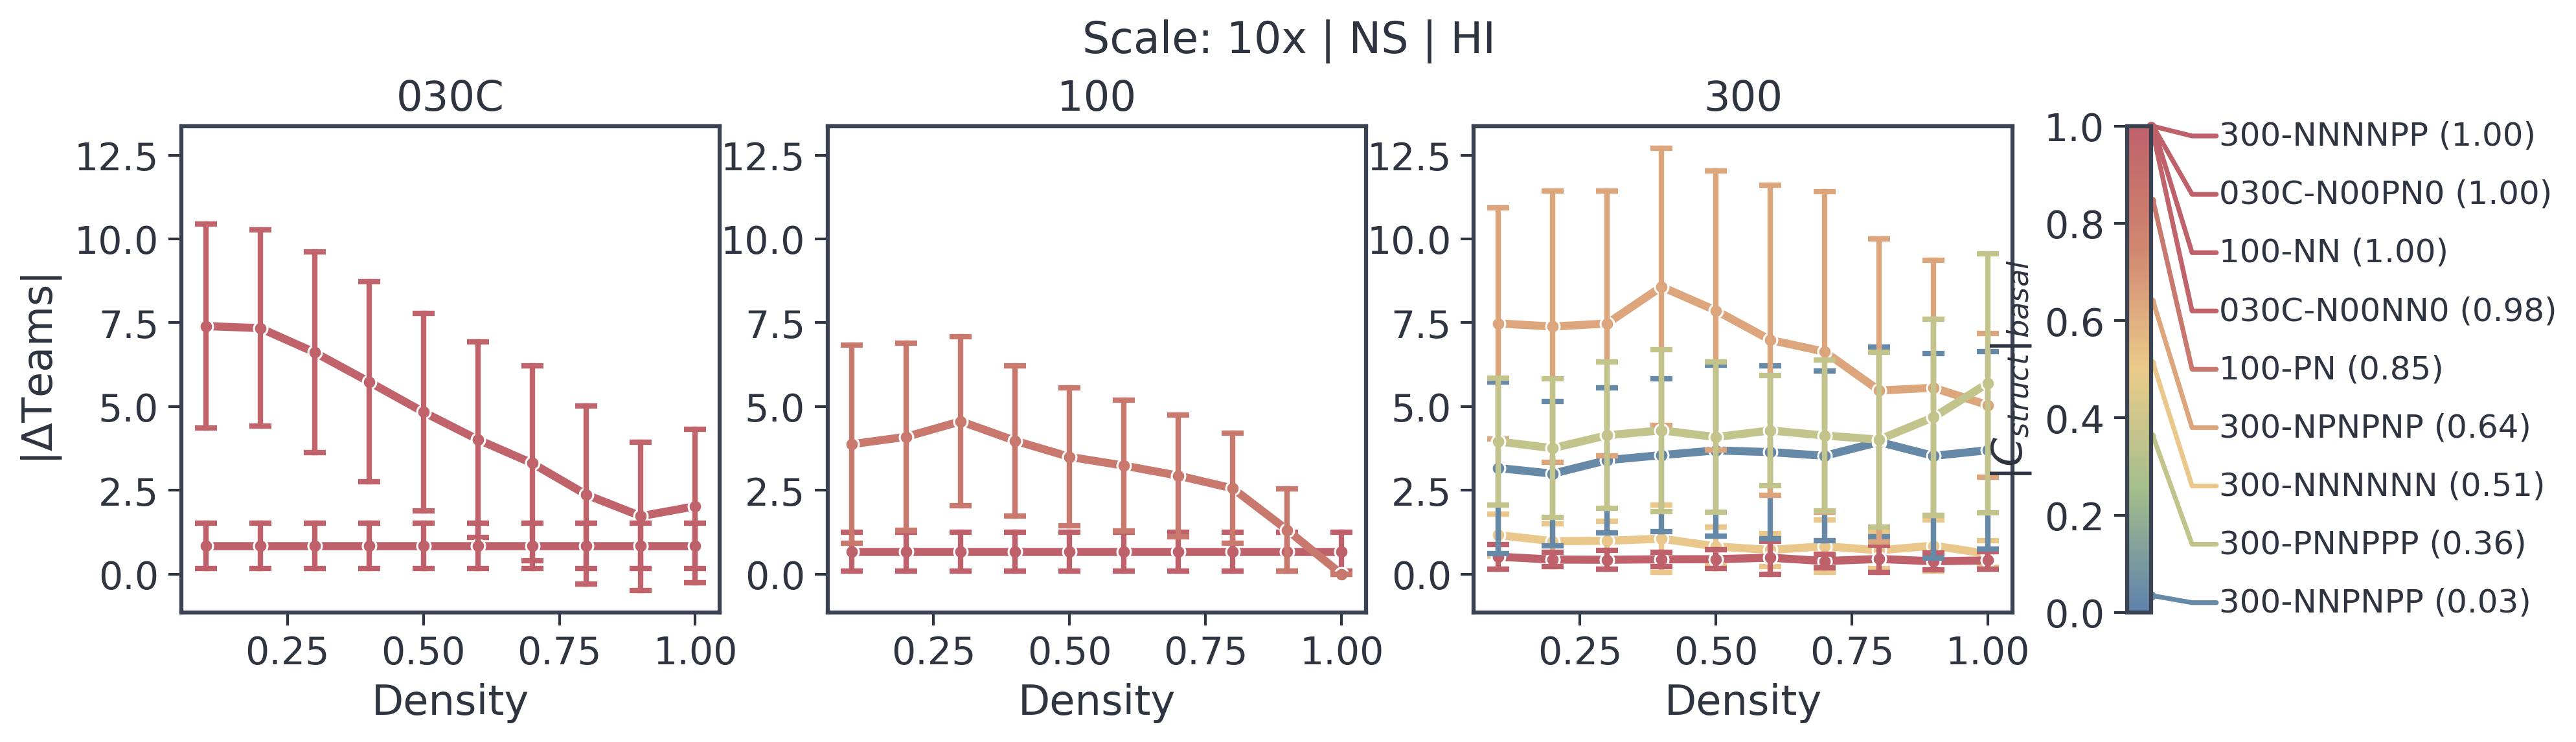 Scale: 10x | NS | HI
030C
100
300
|ΔTeams|
12.5
10.0
7.5
5.0
2.5
0.0
0.25 0.50 0.75 1.00
Density
12.5
10.0
7.5
5.0
2.5
0.0
0.25 0.50 0.75 1.00
Density
12.5
10.0
7.5
5.0
2.5
0.0
0.25 0.50 0.75 1.00
Density
|C struct|basal
1.0
0.8
0.6
0.4
0.2
0.0
300-NNNNPP (1.00)
030C-N00PN0 (1.00)
100-NN (1.00)
030C-N00NN0 (0.98)
100-PN (0.85)
300-NPNPNP (0.64)
300-NNNNNN (0.51)
300-PNNPPP (0.36)
300-NNPNPP (0.03)